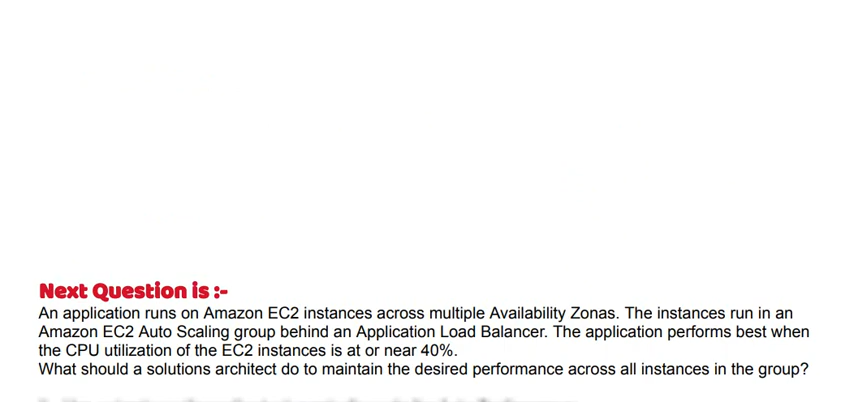 Next Question is :-
An application runs on Amazon EC2 instances across multiple Availability Zonas. The instances run in an
Amazon EC2 Auto Scaling group behind an Application Load Balancer. The application performs best when
the CPU utilization of the EC2 instances is at or near 40%.
What should a solutions architect do to maintain the desired performance across all instances in the group?